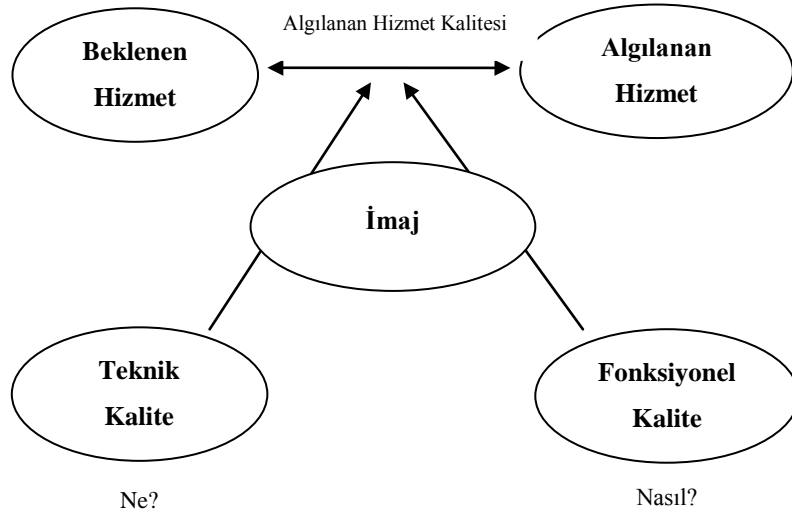 Algılanan Hizmet Kalitesi
Beklenen
Hizmet
Algılanan
Hizmet
İmaj
Teknik
Kalite
Fonksiyonel
Kalite
Ne?
Nasıl?